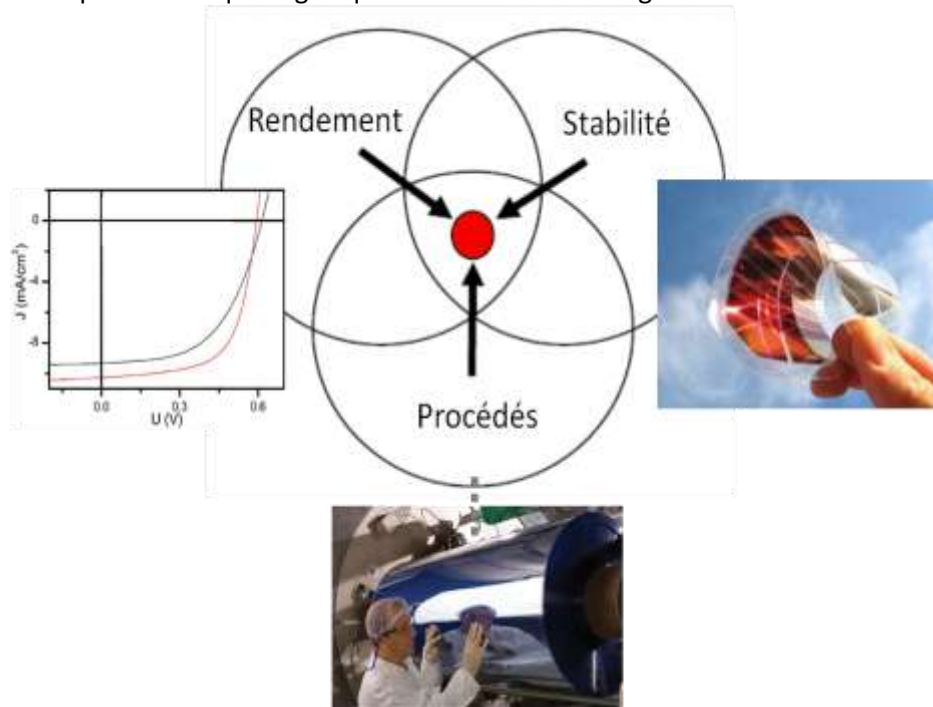 Rendement
Stabilité
Procédés
J (mA/cm²)
0
-4
-8
0.0
0.3
0.6
U (V)